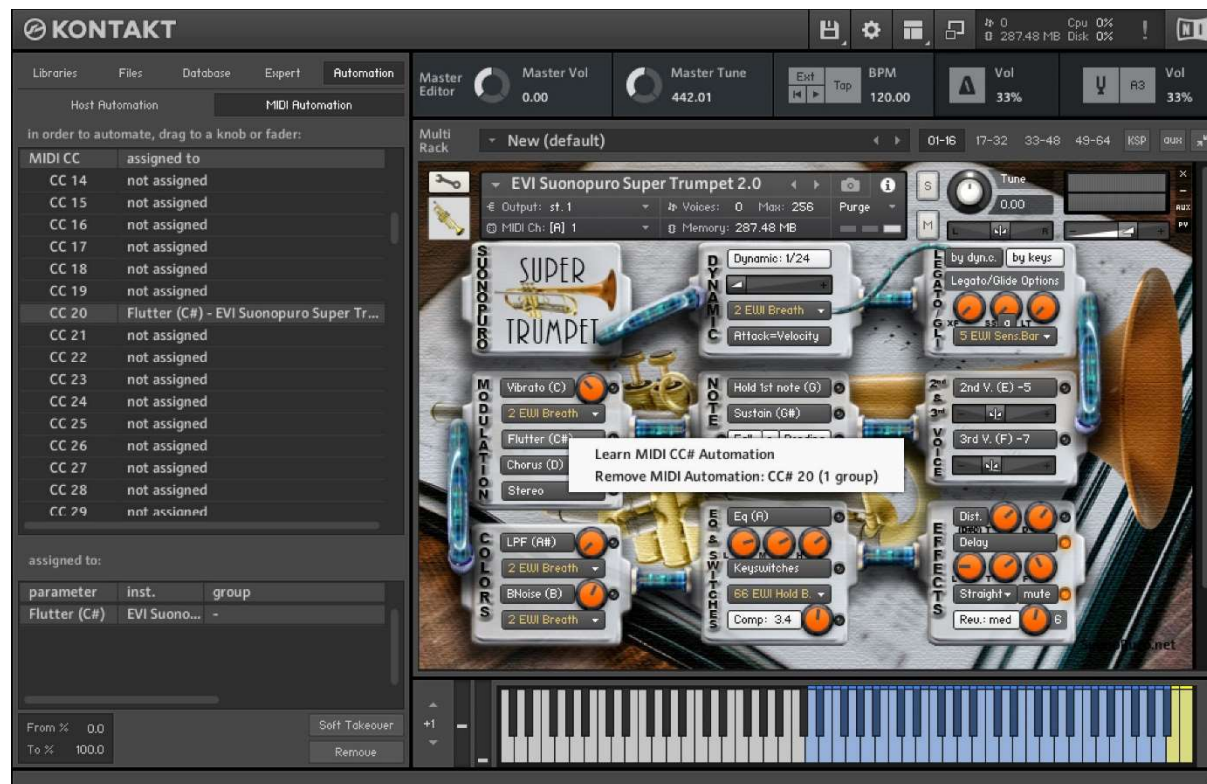 KONTAKT
0
287.48 MB
Cpu 0%
Disk 0%
!
NI
Libraries Files Database Expert Automation
Host Automation MIDI Automation
in order to automate, drag to a knob or fader:
MIDI CC assigned to
CC 14 not assigned
CC 15 not assigned
CC 16 not assigned
CC 17 not assigned
CC 18 not assigned
CC 19 not assigned
CC 20 Flutter (C#) - EVI Suonopuro Super Tr...
CC 21 not assigned
CC 22 not assigned
CC 23 not assigned
CC 24 not assigned
CC 25 not assigned
CC 26 not assigned
CC 27 not assigned
CC 28 not assigned
CC 29 not assigned
assigned to:
parameter inst. group
Flutter (C#) EVI Suono... -
From % 0.0
To % 100.0
Soft Takeover
Remove
Master
Editor
Master Vol
0.00
Master Tune
442.01
Ext
Tap
BPM
120.00
Vol
33%
A3
Vol
33%
Multi
Rack
New (default)
01-16 17-32 33-48 49-64 KSP aux
EVI Suonopuro Super Trumpet 2.0
Output: st.1 Voices: 0 Max: 256 Purge
MIDI Ch: [A] 1 Memory: 287.48 MB
S
M
Tune
0.00
L R
AUX
PV
SUONOPURO
SUPER
TRUMPET
DYNAMIC
Dynamic: 1/24
2 EWI Breath
Attack=Velocity
LEGATO/GLI
by dyn.c. by keys
Legato/Glide Options
5 EWI Sens.Bar
MODULATION
Vibrato (C)
2 EWI Breath
Flutter (C#
Chorus (D)
Stereo
NOTE
Hold 1st note (G)
Sustain (G#)
2nd & 3rd VOICE
2nd V. (E) -5
3rd V. (F) -7
Learn MIDI CC# Automation
Remove MIDI Automation: CC# 20 (1 group)
COLORS
LPF (A#)
2 EWI Breath
BNoise (B)
2 EWI Breath
EQ & SWITCHES
Eq (A)
Keyswitches
66 EWI Hold B.
Comp: 3.4
EFFECTS
Dist.
Delay
Straight mute
Rev.: med 6
+1